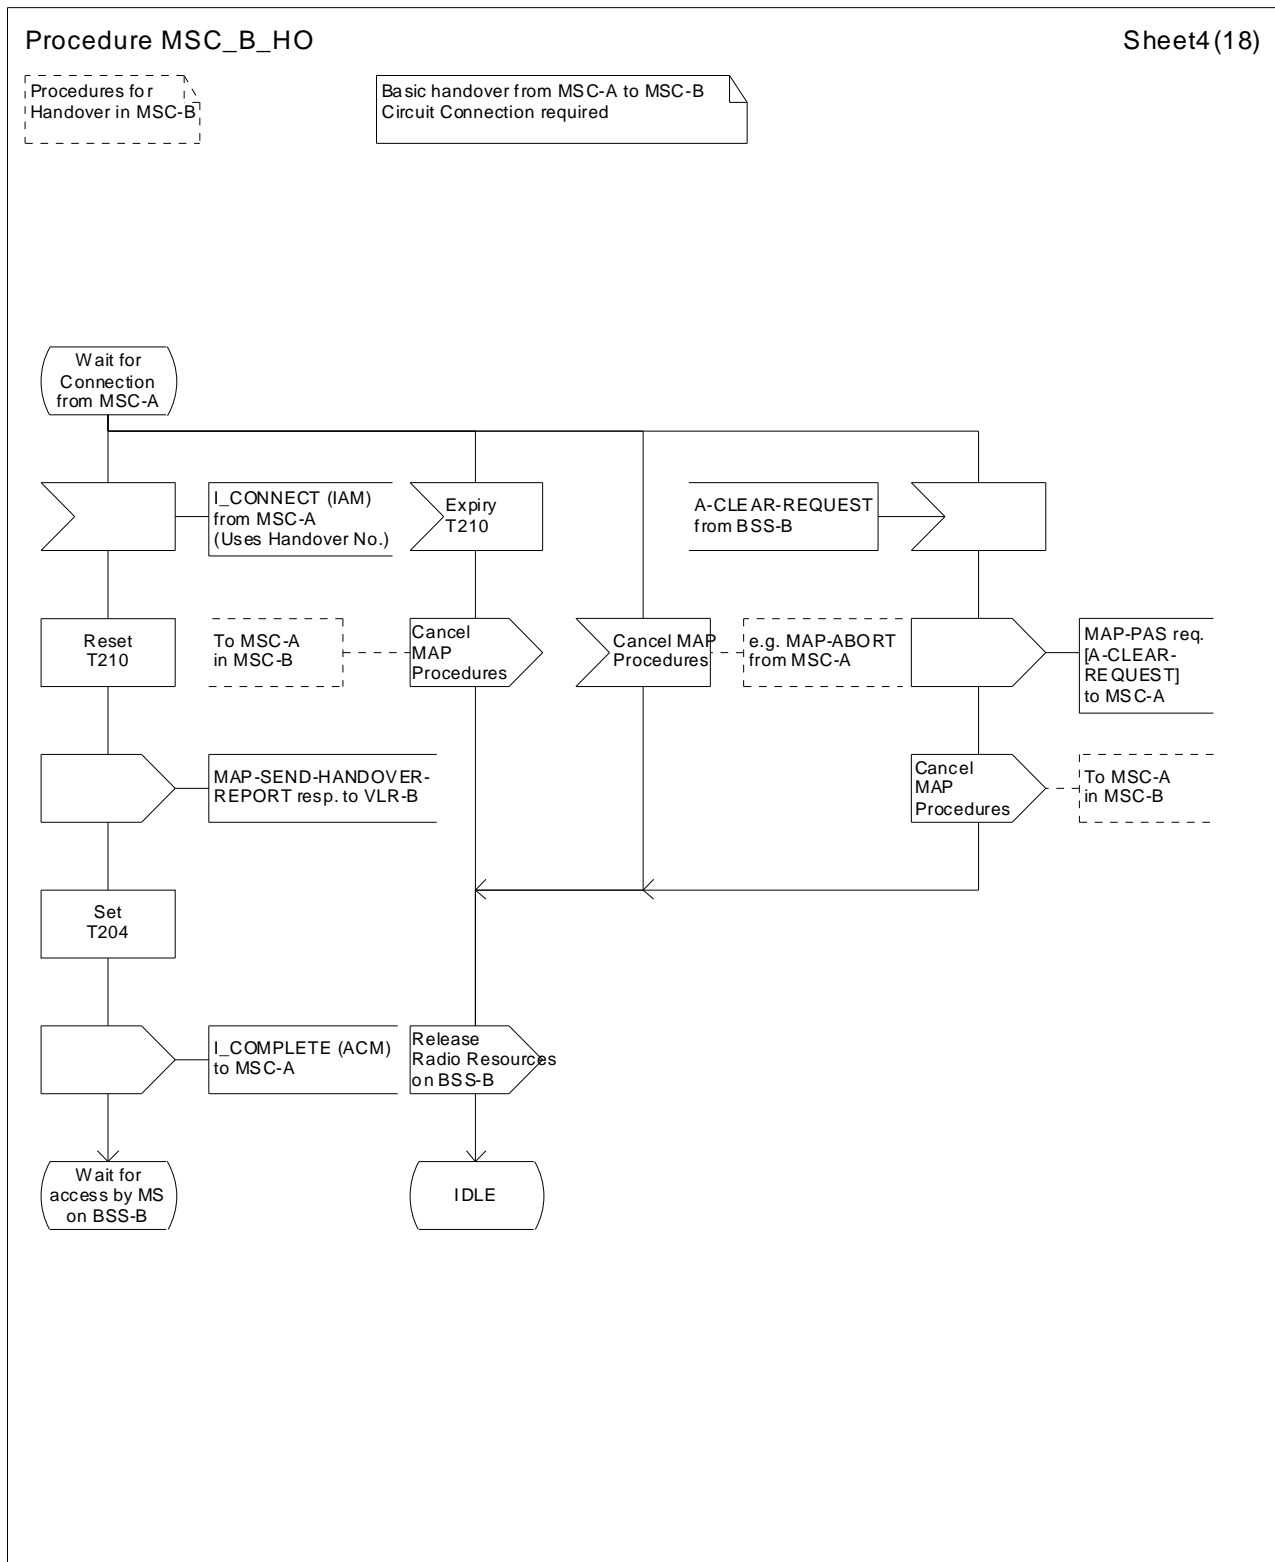 Procedure MSC_B_HO
Sheet4(18)
Procedures for
Handover in MSC-B
Basic handover from MSC-A to MSC-B
Circuit Connection required
Wait for
Connection
from MSC-A
I_CONNECT (IAM)
from MSC-A
(Uses Handover No.)
Expiry
T210
A-CLEAR-REQUEST
from BSS-B
Reset
T210
To MSC-A
in MSC-B
Cancel
MAP
Procedures
Cancel MAP
Procedures
e.g. MAP-ABORT
from MSC-A
MAP-PAS req.
[A-CLEAR-
REQUEST]
to MSC-A
MAP-SEND-HANDOVER-
REPORT resp. to VLR-B
Cancel
MAP
Procedures
To MSC-A
in MSC-B
Set
T204
I_COMPLETE (ACM)
to MSC-A
Release
Radio Resources
on BSS-B
Wait for
access by MS
on BSS-B
IDLE